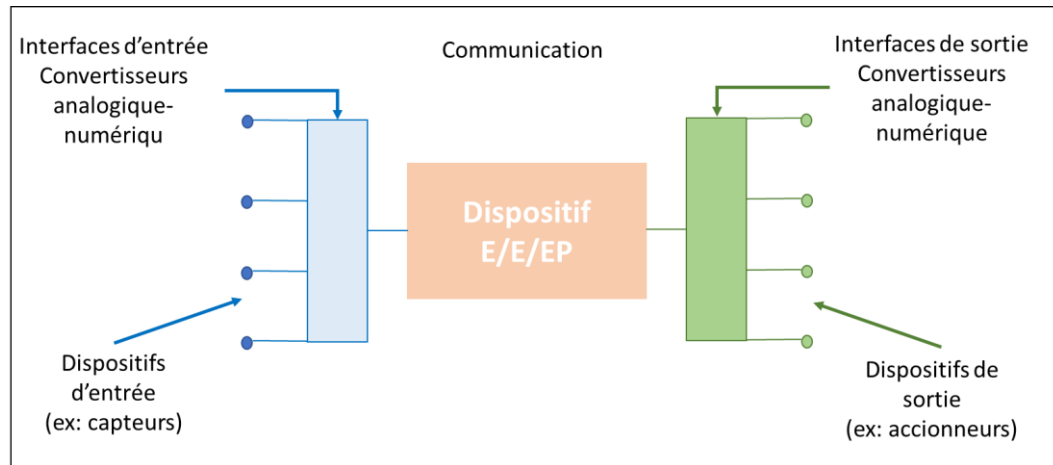 Interfaces d’entrée
Convertisseurs
analogique-
numériqu
Communication
Interfaces de sortie
Convertisseurs
analogique-
numérique
Dispositif
E/E/EP
Dispositifs
d’entrée
(ex: capteurs)
Dispositifs de
sortie
(ex: accionneurs)